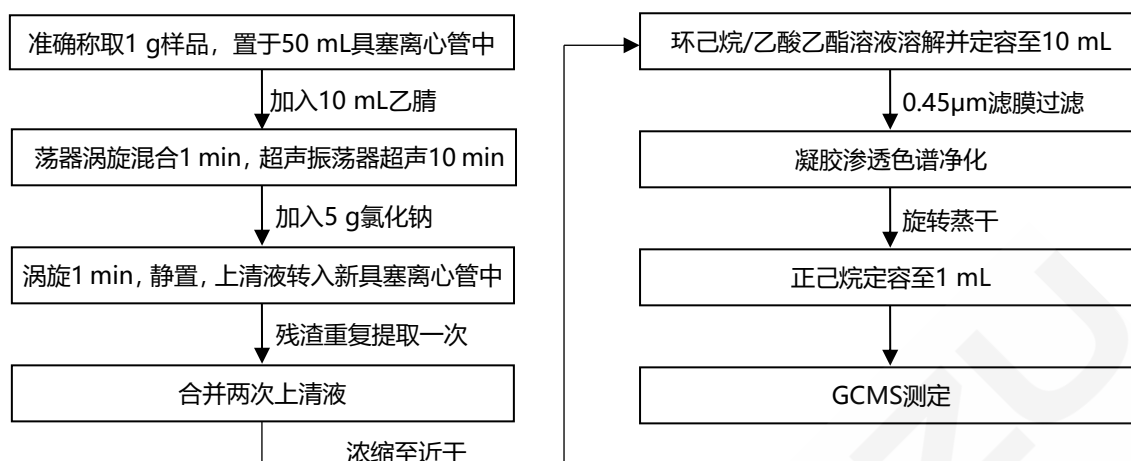 准确称取1 g样品，置于50 mL具塞离心管中
加入10 mL乙腈
荡器涡旋混合1 min，超声振荡器超声10 min
加入5 g氯化钠
涡旋1 min，静置，上清液转入新具塞离心管中
残渣重复提取一次
合并两次上清液
浓缩至近干
环己烷/乙酸乙酯溶液溶解并定容至10 mL
0.45μm滤膜过滤
凝胶渗透色谱净化
旋转蒸干
正己烷定容至1 mL
GCMS测定